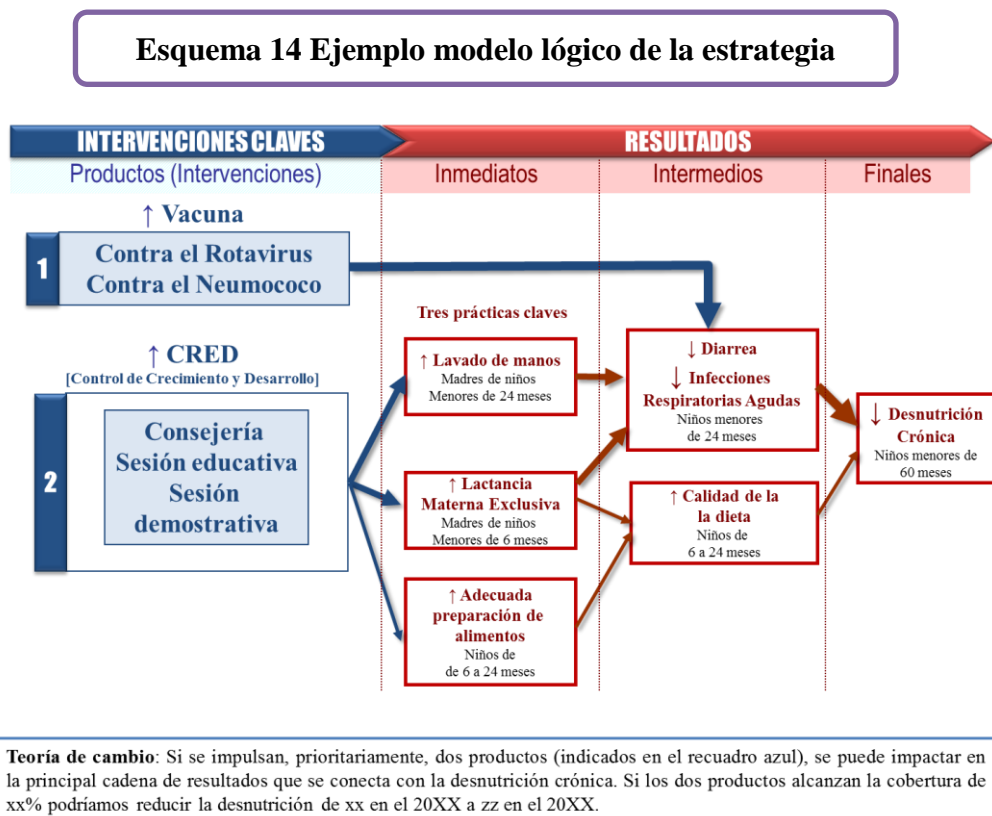 Esquema 14 Ejemplo modelo lógico de la estrategia
INTERVENCIONES CLAVES
RESULTADOS
Productos (Intervenciones)
Inmediatos
Intermedios
Finales
↑ Vacuna
1
Contra el Rotavirus
Contra el Neumococo
↑ CRED
[Control de Crecimiento y Desarrollo]
2
Consejería
Sesión educativa
Sesión
demostrativa
Tres prácticas claves
↑ Lavado de manos
Madres de niños
Menores de 24 meses
↑ Lactancia
Materna Exclusiva
Madres de niños
Menores de 6 meses
↑ Adecuada
preparación de
alimentos
Niños de
de 6 a 24 meses
↓ Diarrea
↓ Infecciones
Respiratorias Agudas
Niños menores
de 24 meses
↑ Calidad de la
la dieta
Niños de
6 a 24 meses
↓ Desnutrición
Crónica
Niños menores de
60 meses
Teoría de cambio: Si se impulsan, prioritariamente, dos productos (indicados en el recuadro azul), se puede impactar en
la principal cadena de resultados que se conecta con la desnutrición crónica. Si los dos productos alcanzan la cobertura de
xx% podríamos reducir la desnutrición de xx en el 20XX a zz en el 20XX.